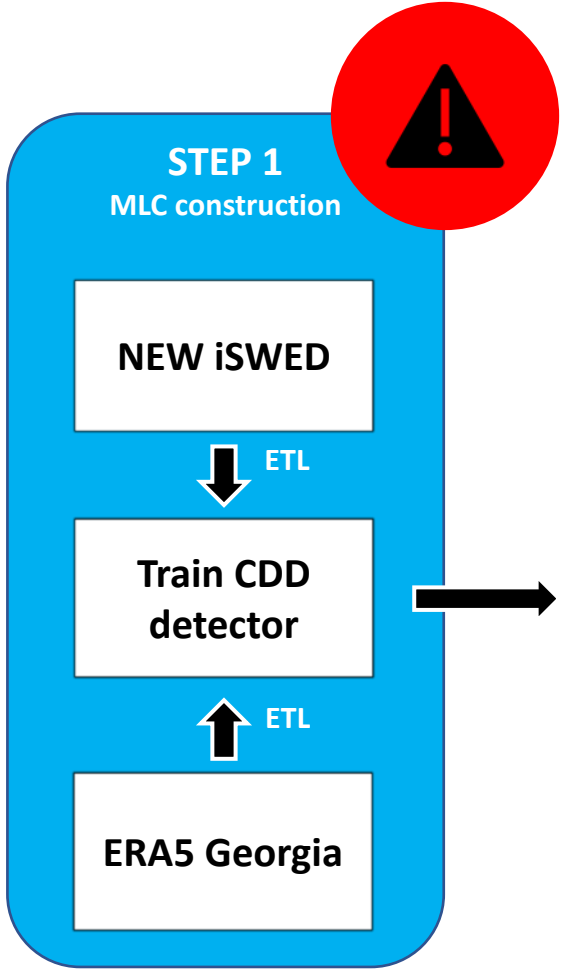 STEP 1
MLC construction
NEW iSWED
ETL
Train CDD
detector
ETL
ERA5 Georgia